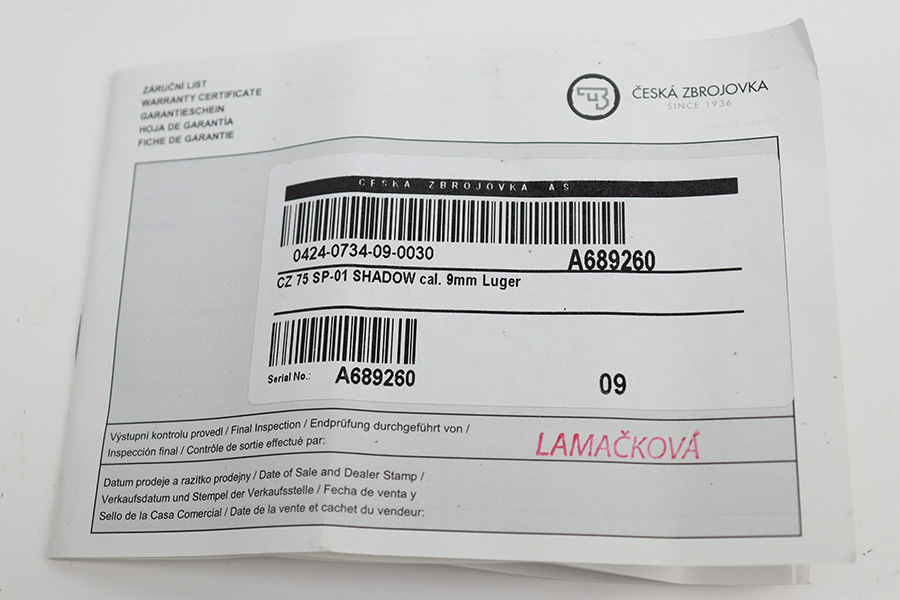 ZÁRUČNÍ LIST
WARRANTY CERTIFICATE
GARANTIESCHEIN
HOJA DE GARANTÍA
FICHE DE GARANTIE
ČESKÁ ZBROJOVKA
SINCE 1936
CESKA ZBROJOVKA AS
0424-0734-09-0030 A689260
CZ 75 SP-01 SHADOW cal. 9mm Luger
Serial No.: A689260 09
Výstupní kontrolu provedl / Final Inspection / Endprüfung durchgeführt von /
Inspección final / Contrôle de sortie effectué par:
LAMAČKOVÁ
Datum prodeje a razítko prodejny / Date of Sale and Dealer Stamp /
Verkaufsdatum und Stempel der Verkaufsstelle / Fecha de venta y
Sello de la Casa Comercial / Date de la vente et cachet du vendeur: